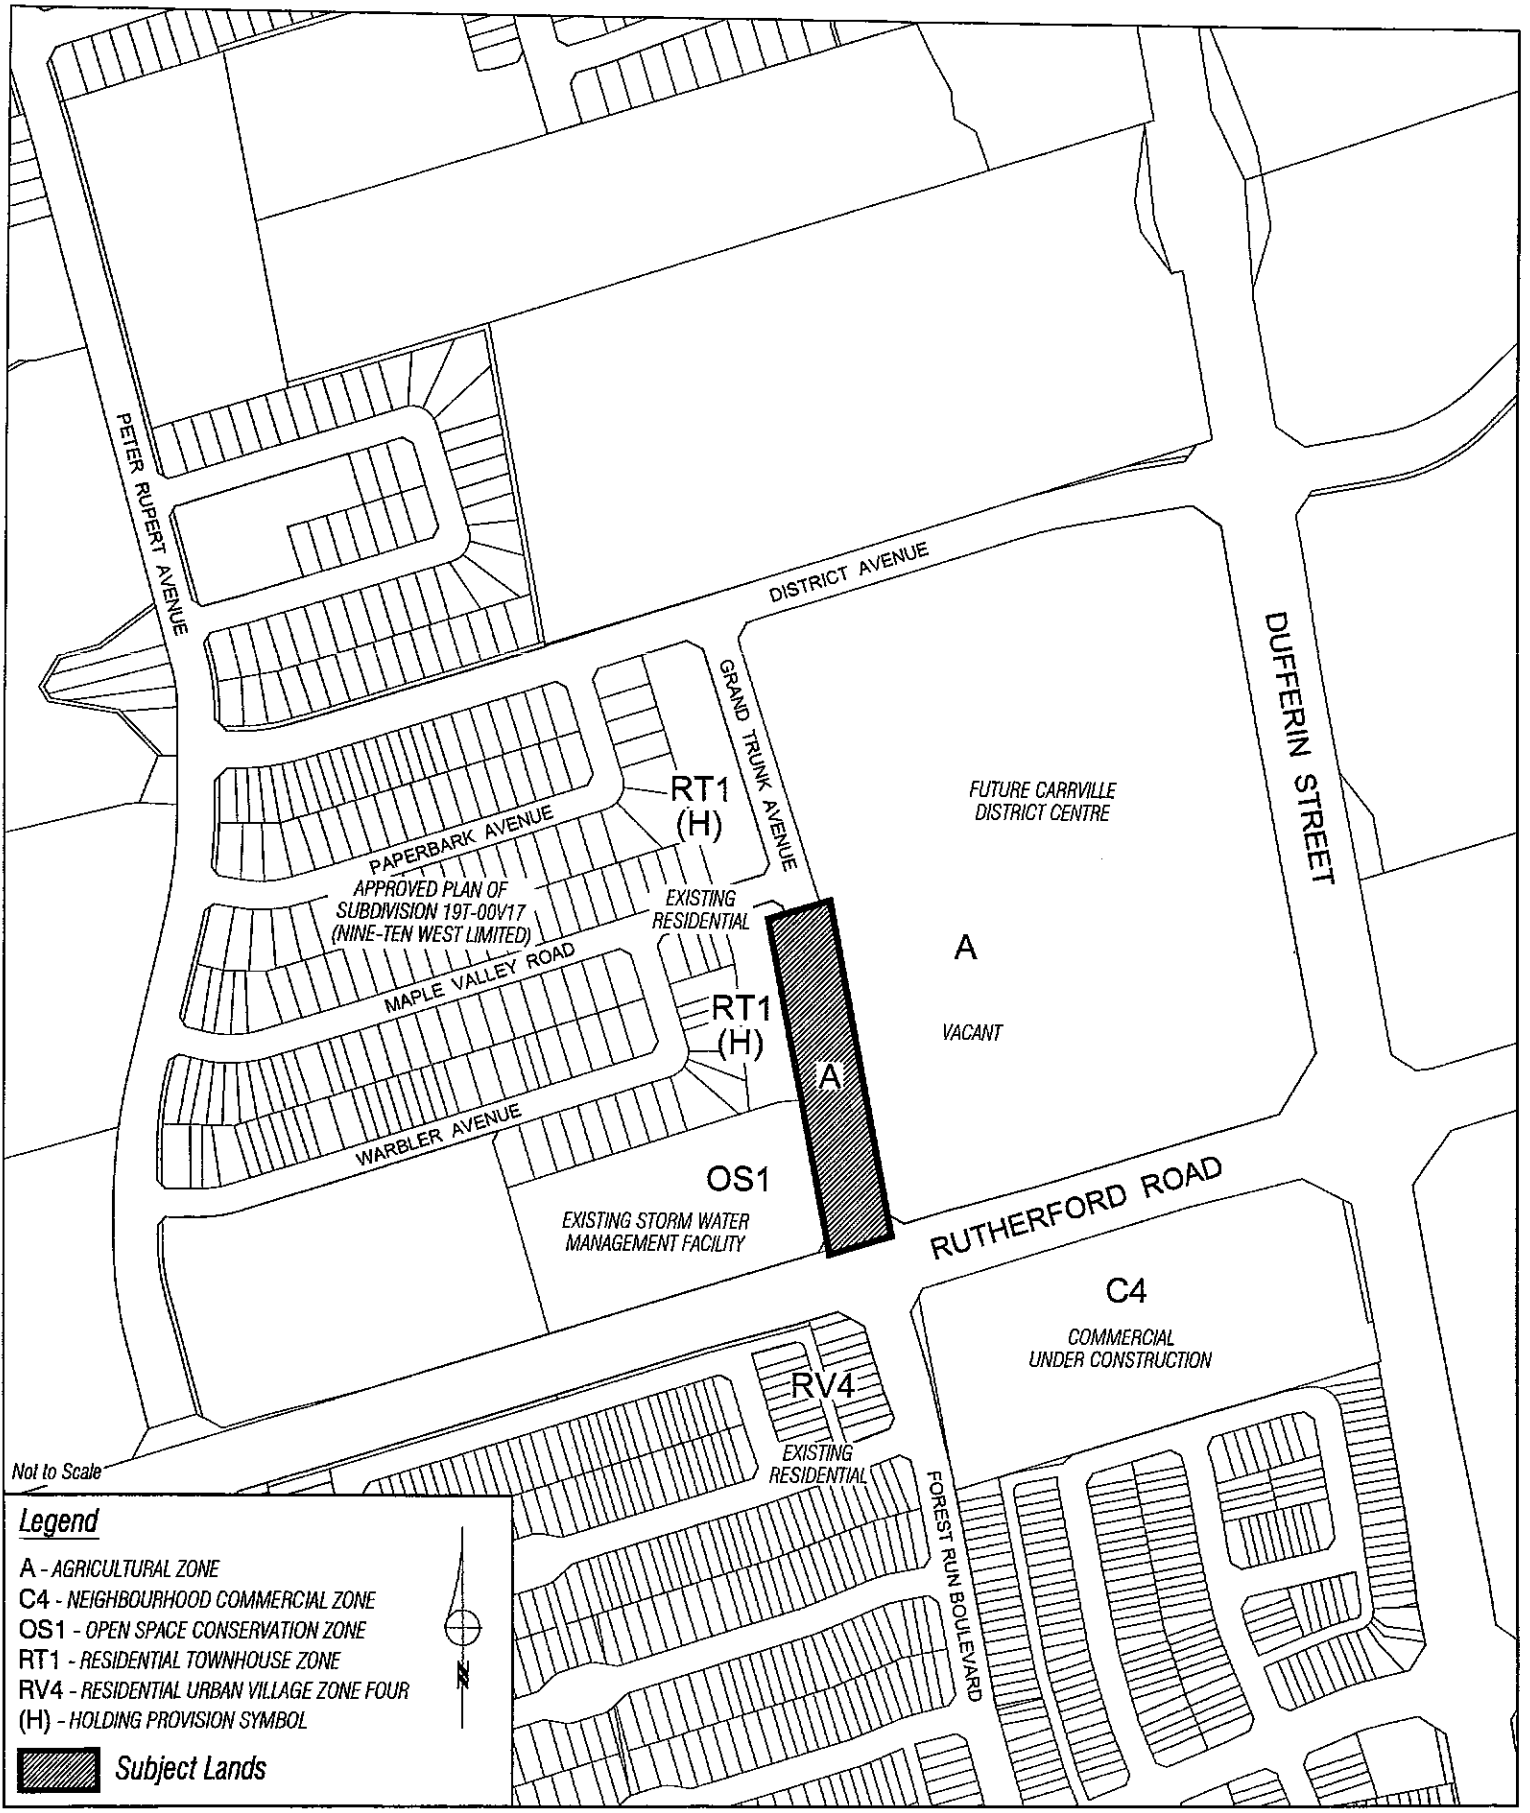 PETER RUPERT AVENUE
DISTRICT AVENUE
GRAND TRUNK AVENUE
DUFFERIN STREET
RT1
(H)
FUTURE CARRVILLE
DISTRICT CENTRE
PAPERBARK AVENUE
APPROVED PLAN OF
SUBDIVISION 19T-00V17
(NINE-TEN WEST LIMITED)
EXISTING
RESIDENTIAL
MAPLE VALLEY ROAD
A
RT1
(H)
VACANT
A
WARBLER AVENUE
OS1
EXISTING STORM WATER
MANAGEMENT FACILITY
RUTHERFORD ROAD
C4
COMMERCIAL
UNDER CONSTRUCTION
RV4
EXISTING
RESIDENTIAL
FOREST RUN BOULEVARD
Not to Scale
Legend
A - AGRICULTURAL ZONE
C4 - NEIGHBOURHOOD COMMERCIAL ZONE
OS1 - OPEN SPACE CONSERVATION ZONE
RT1 - RESIDENTIAL TOWNHOUSE ZONE
RV4 - RESIDENTIAL URBAN VILLAGE ZONE FOUR
(H) - HOLDING PROVISION SYMBOL
N
Subject Lands